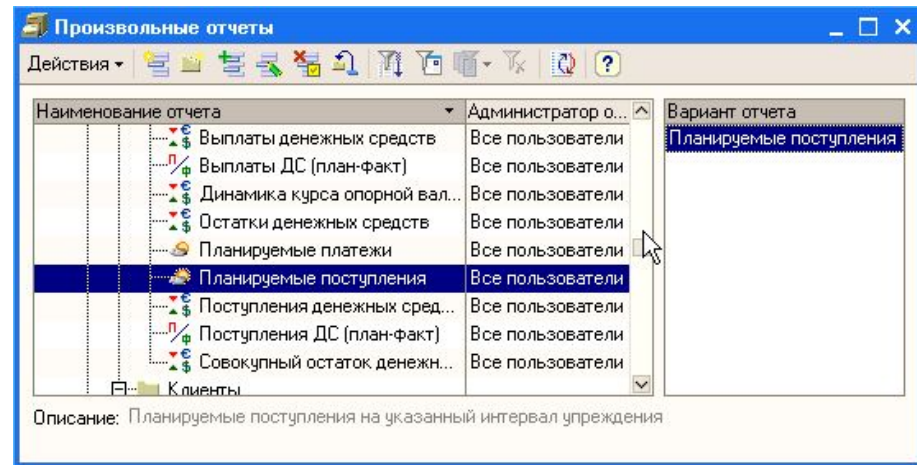 Произвольные отчеты
Действия
Наименование отчета Администратор о... Вариант отчета
Выплаты денежных средств Все пользователи Планируемые поступления
Выплаты ДС (план-факт) Все пользователи
Динамика курса опорной вал... Все пользователи
Остатки денежных средств Все пользователи
Планируемые платежи Все пользователи
Планируемые поступления Все пользователи
Поступления денежных сред... Все пользователи
Поступления ДС (план-факт) Все пользователи
Совокупный остаток денежн... Все пользователи
Клиенты
Описание: Планируемые поступления на указанный интервал упреждения